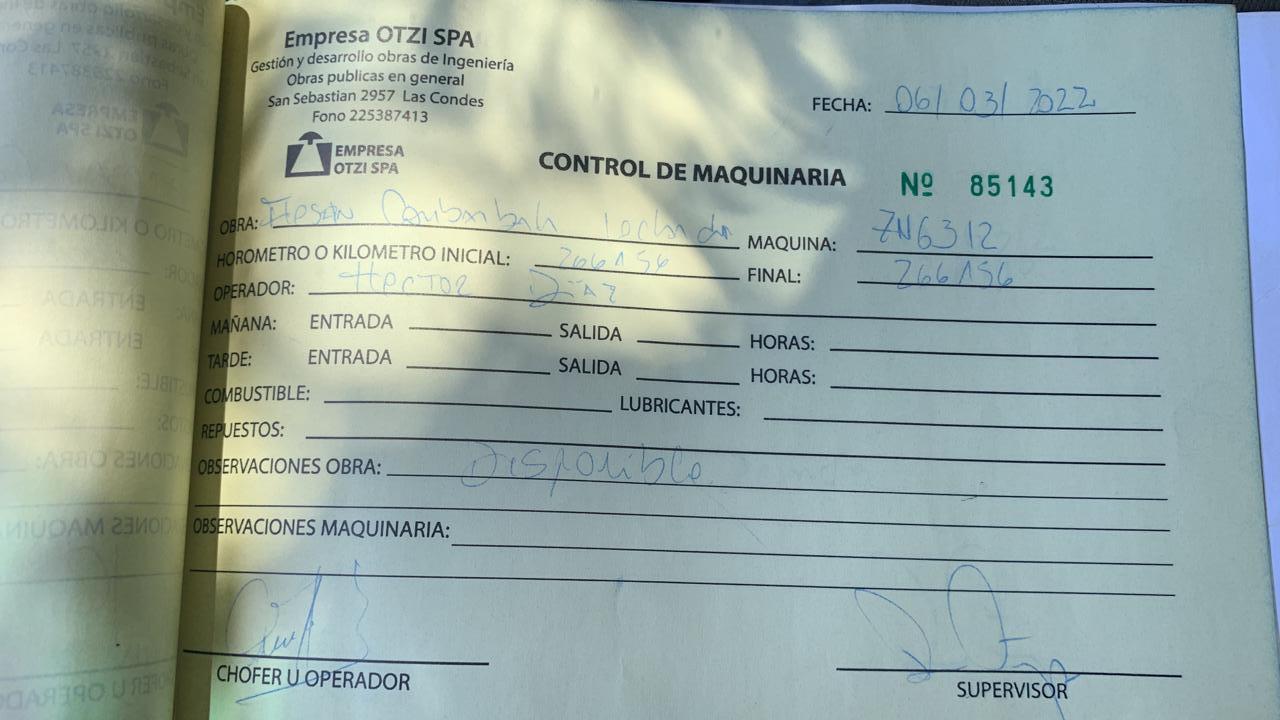 Empresa OTZI SPA
Gestión y desarrollo obras de Ingeniería
Obras publicas en general
San Sebastian 2957 Las Condes
Fono 225387413
EMPRESA
OTZI SPA
FECHA: 06/03/2022
CONTROL DE MAQUINARIA
Nº 85143
OBRA: MAQUINA: ZN6312
HOROMETRO O KILOMETRO INICIAL: 266156 FINAL: 266156
OPERADOR: HECTOR DIAZ
MAÑANA: ENTRADA SALIDA HORAS:
TARDE: ENTRADA SALIDA HORAS:
COMBUSTIBLE: LUBRICANTES:
REPUESTOS:
OBSERVACIONES OBRA: Disponible
OBSERVACIONES MAQUINARIA:
CHOFER U OPERADOR
SUPERVISOR